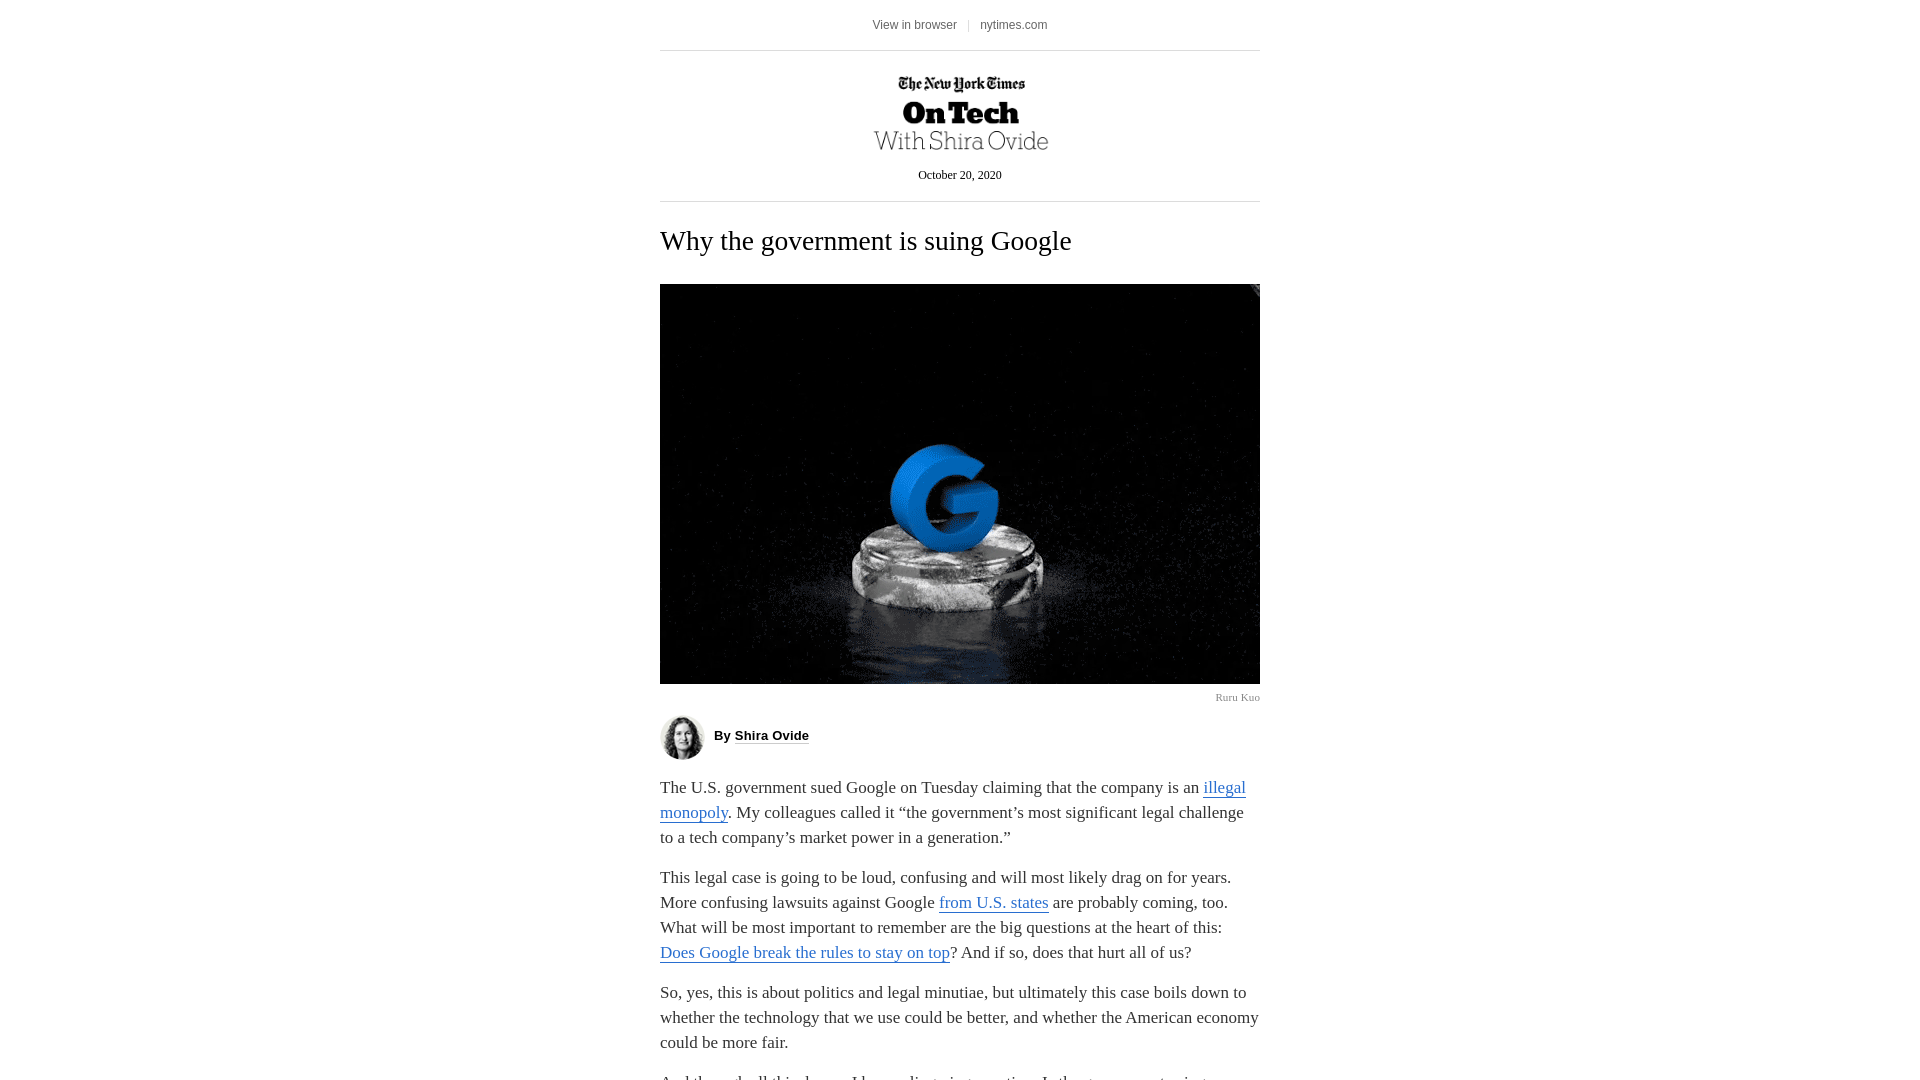 View in browser | nytimes.com
The New York Times
On Tech
With Shira Ovide
October 20, 2020
Why the government is suing Google
G
Ruru Kuo
By Shira Ovide
The U.S. government sued Google on Tuesday claiming that the company is an illegal
monopoly. My colleagues called it “the government’s most significant legal challenge
to a tech company’s market power in a generation.”
This legal case is going to be loud, confusing and will most likely drag on for years.
More confusing lawsuits against Google from U.S. states are probably coming, too.
What will be most important to remember are the big questions at the heart of this:
Does Google break the rules to stay on top? And if so, does that hurt all of us?
So, yes, this is about politics and legal minutiae, but ultimately this case boils down to
whether the technology that we use could be better, and whether the American economy
could be more fair.